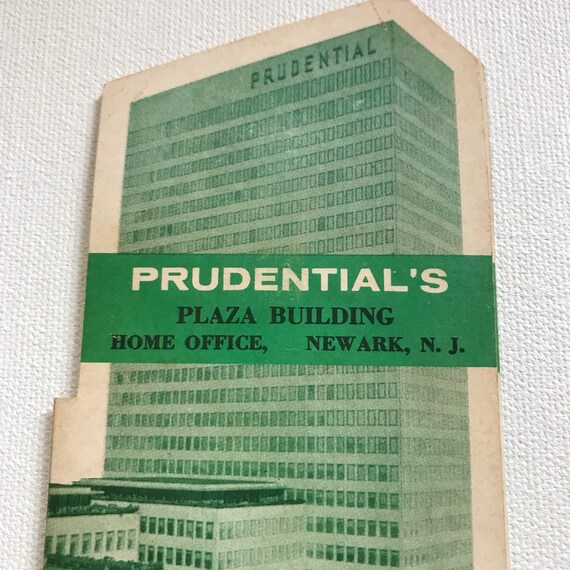 PRUDENTIAL
PRUDENTIAL'S
PLAZA BUILDING
HOME OFFICE, NEWARK, N. J.